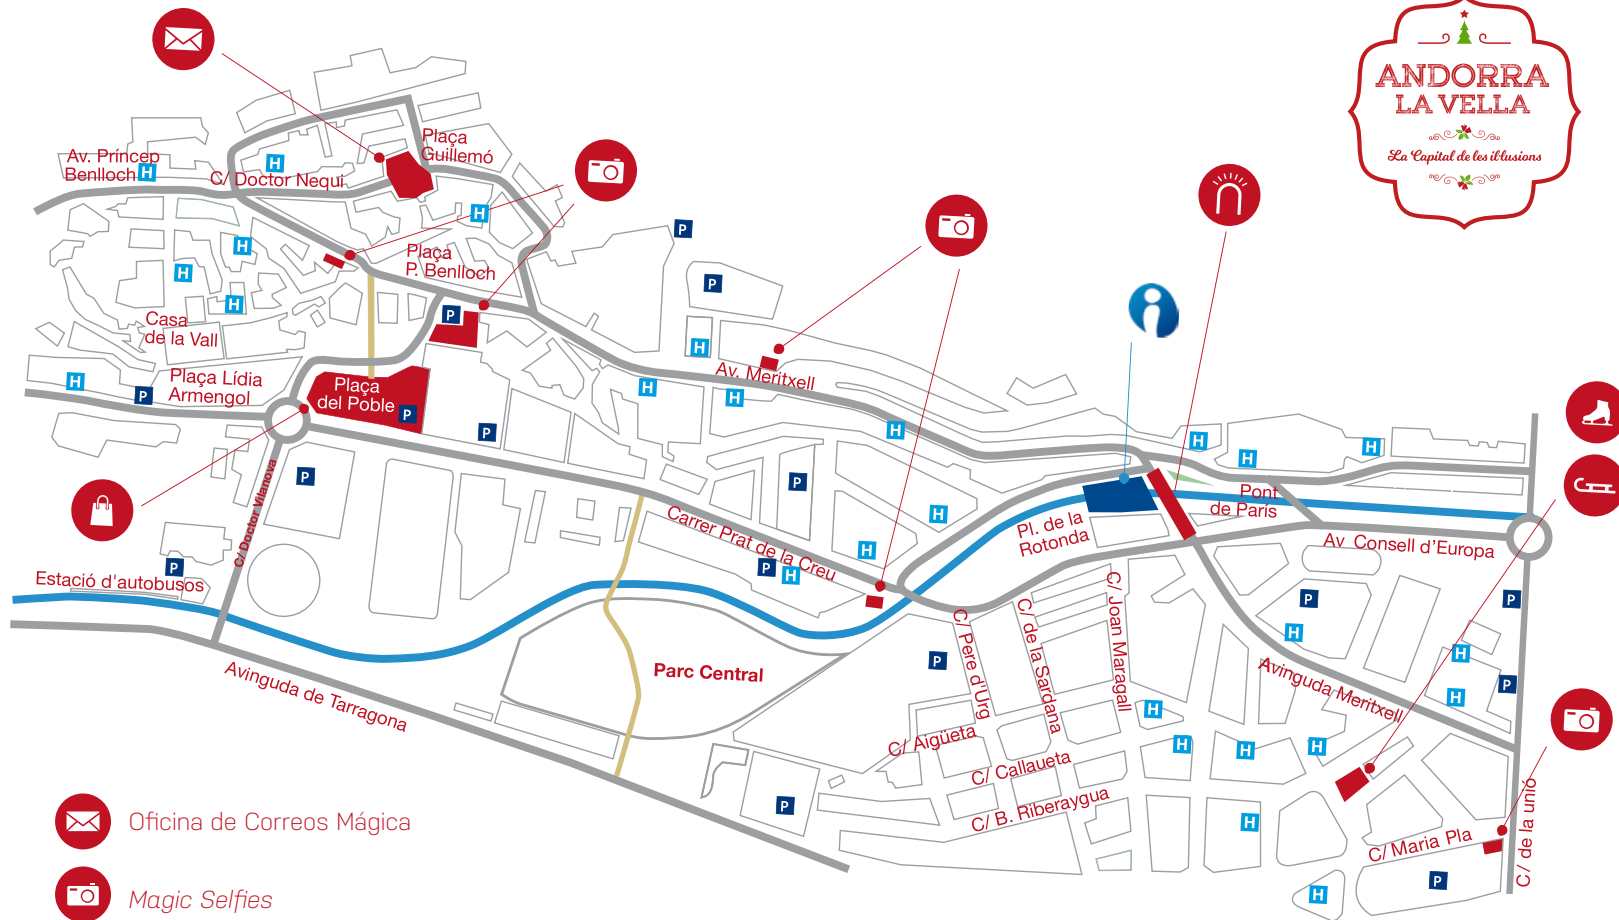 ANDORRA
LA VELLA
La Capital de les il·lusions
Plaça
Guillemó
Av. Príncep
Benlloch
H
H
C/ Doctor Nequi
H
P
H
Plaça
P. Benlloch
H
P
H
P
Casa
de la Vall
H
Av. Meritxell
Plaça Lídia
Armengol
H
P
Plaça
del Poble
P
H
H
P
H
H
H
H
P
P
C/ Doctor Vilanova
Pont
de París
H
Carrer Prat de la Creu
Pl. de la
Rotonda
Av Consell d'Europa
H
P
P
H
Estació d'autobusos
C/ Joan Maragall
P
P
H
C/ Pere d'Urg
C/ de la Sardana
P
H
Parc Central
Avinguda Meritxell
P
H
Avinguda de Tarragona
H
C/ Aigüeta
H
H
H
C/ Callaueta
P
C/ B. Riberaygua
H
C/ de la unió
C/ Maria Pla
P
H
Oficina de Correos Mágica
Magic Selfies